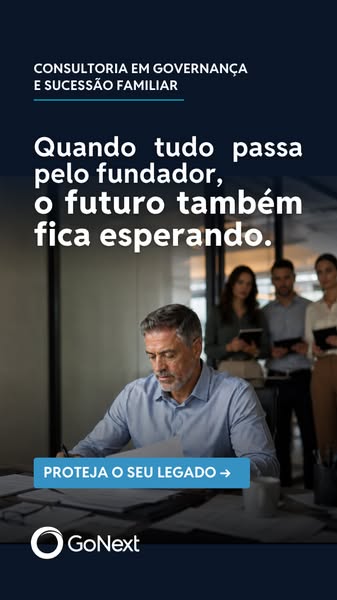 CONSULTORIA EM GOVERNANÇA
E SUCESSÃO FAMILIAR
Quando tudo passa
pelo fundador,
o futuro também
fica esperando.
PROTEJA O SEU LEGADO →
GoNext